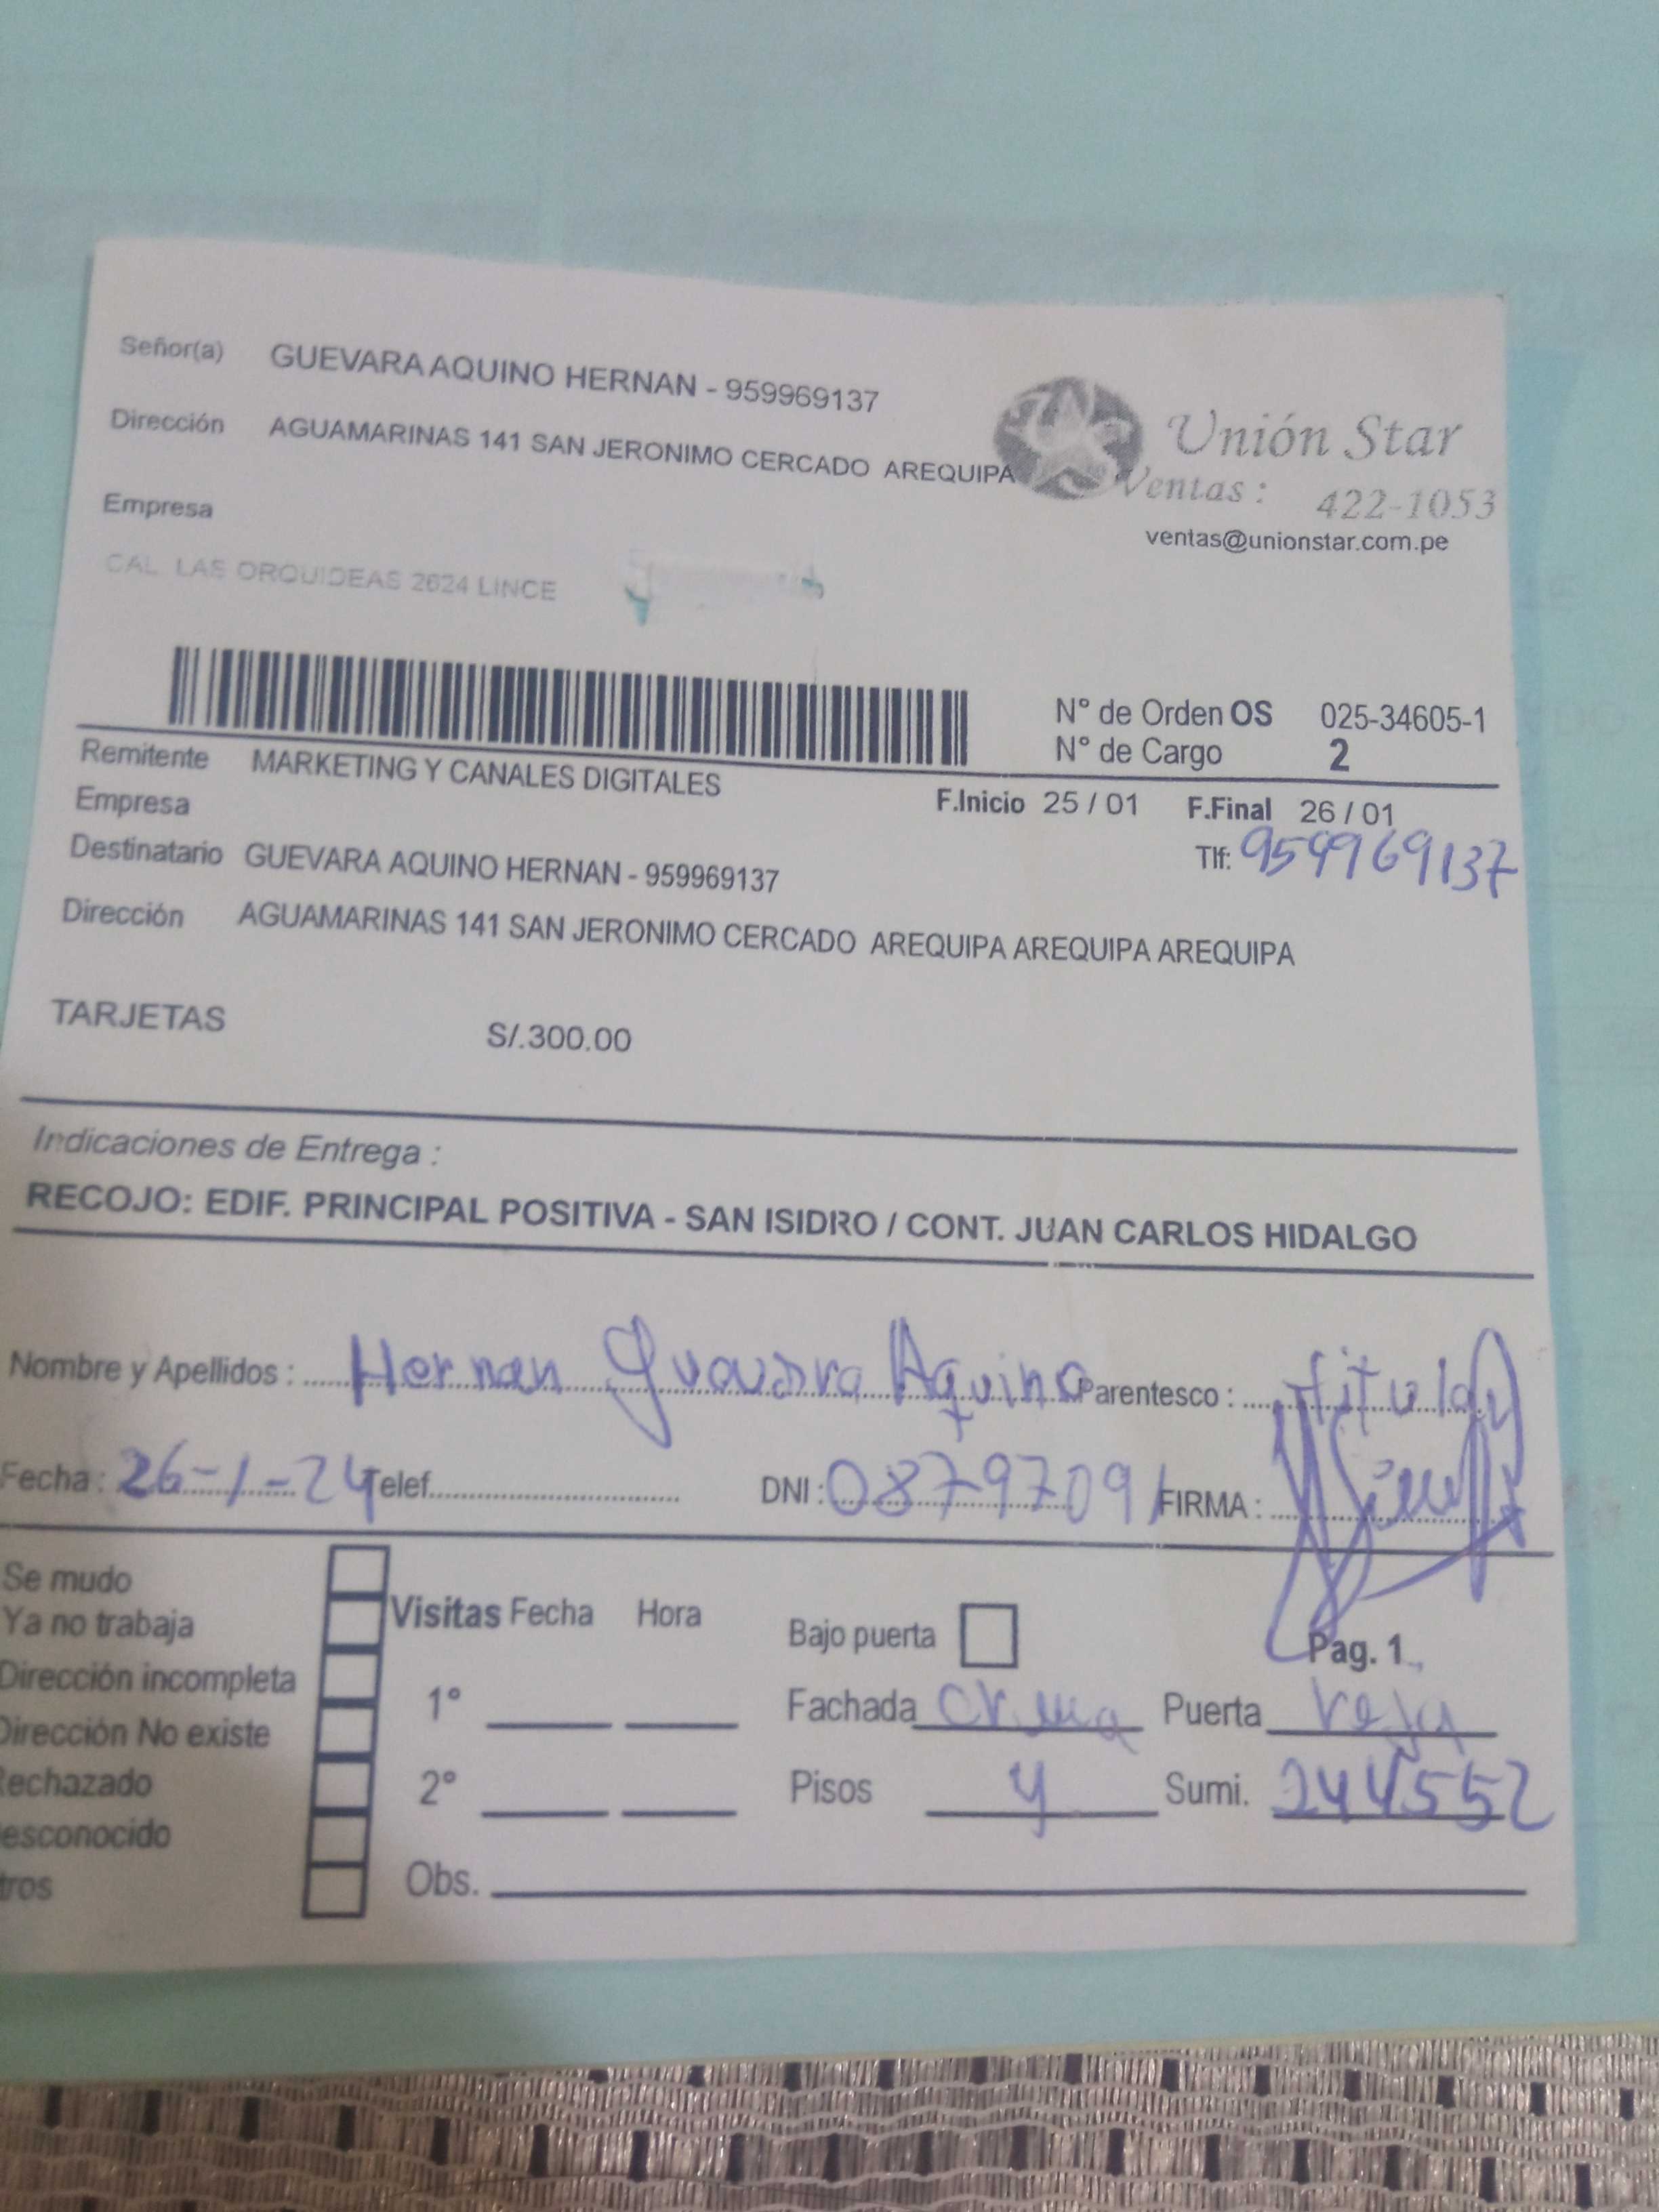 Señor(a) GUEVARA AQUINO HERNAN - 959969137
Dirección AGUAMARINAS 141 SAN JERONIMO CERCADO AREQUIPA
Unión Star
Ventas : 422-1053
ventas@unionstar.com.pe
Empresa
CAL LAS ORQUIDEAS 2624 LINCE
N° de Orden OS 025-34605-1
N° de Cargo 2
Remitente MARKETING Y CANALES DIGITALES
Empresa
F.Inicio 25 / 01 F.Final 26 / 01
Tlf: 959969137
Destinatario GUEVARA AQUINO HERNAN - 959969137
Dirección AGUAMARINAS 141 SAN JERONIMO CERCADO AREQUIPA AREQUIPA AREQUIPA
TARJETAS S/.300.00
Indicaciones de Entrega :
RECOJO: EDIF. PRINCIPAL POSITIVA - SAN ISIDRO / CONT. JUAN CARLOS HIDALGO
Nombre y Apellidos : Hernan Guevara Aquino Parentesco : Titular
Fecha : 26-1-24 Telef. DNI : 08797091 FIRMA :
Se mudo
Ya no trabaja
Dirección incompleta
Dirección No existe
Rechazado
esconocido
tros
Visitas Fecha Hora
1°
2°
Obs.
Bajo puerta
Pag. 1
Fachada crema Puerta reja
Pisos 4 Sumi. 244552